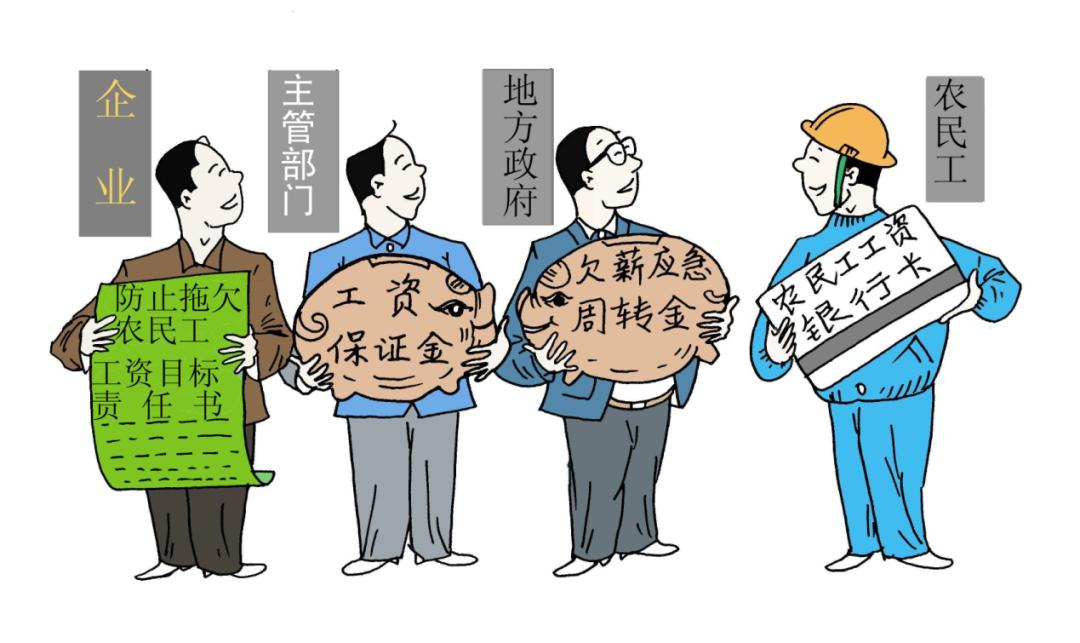 企业
主管部门
地方政府
农民工
防止拖欠
农民工
工资目标
责任书
工资
保证金
欠薪应急
周转金
农民工工资
银行卡